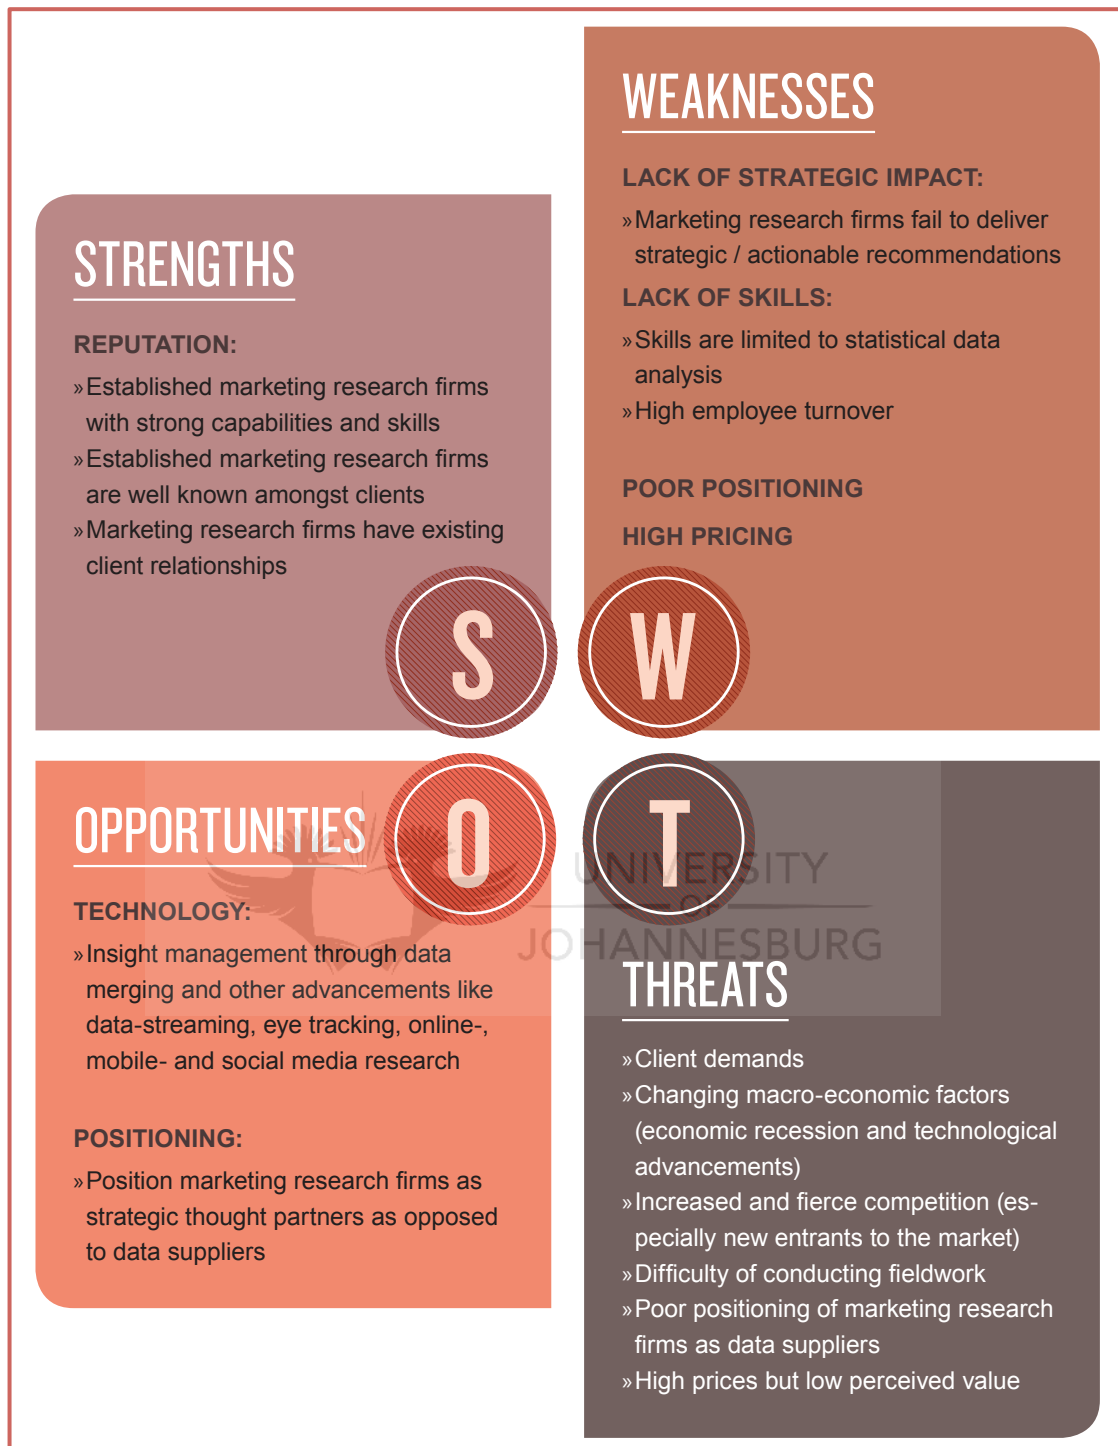 STRENGTHS
REPUTATION:
»Established marketing research firms
with strong capabilities and skills
»Established marketing research firms
are well known amongst clients
»Marketing research firms have existing
client relationships
S
WEAKNESSES
LACK OF STRATEGIC IMPACT:
»Marketing research firms fail to deliver
strategic / actionable recommendations
LACK OF SKILLS:
»Skills are limited to statistical data
analysis
»High employee turnover
POOR POSITIONING
HIGH PRICING
W
OPPORTUNITIES
O
TECHNOLOGY:
»Insight management through data
merging and other advancements like
data-streaming, eye tracking, online-,
mobile- and social media research
POSITIONING:
»Position marketing research firms as
strategic thought partners as opposed
to data suppliers
T
UNIVERSITY
OF
JOHANNESBURG
THREATS
»Client demands
»Changing macro-economic factors
(economic recession and technological
advancements)
»Increased and fierce competition (es-
pecially new entrants to the market)
»Difficulty of conducting fieldwork
»Poor positioning of marketing research
firms as data suppliers
»High prices but low perceived value